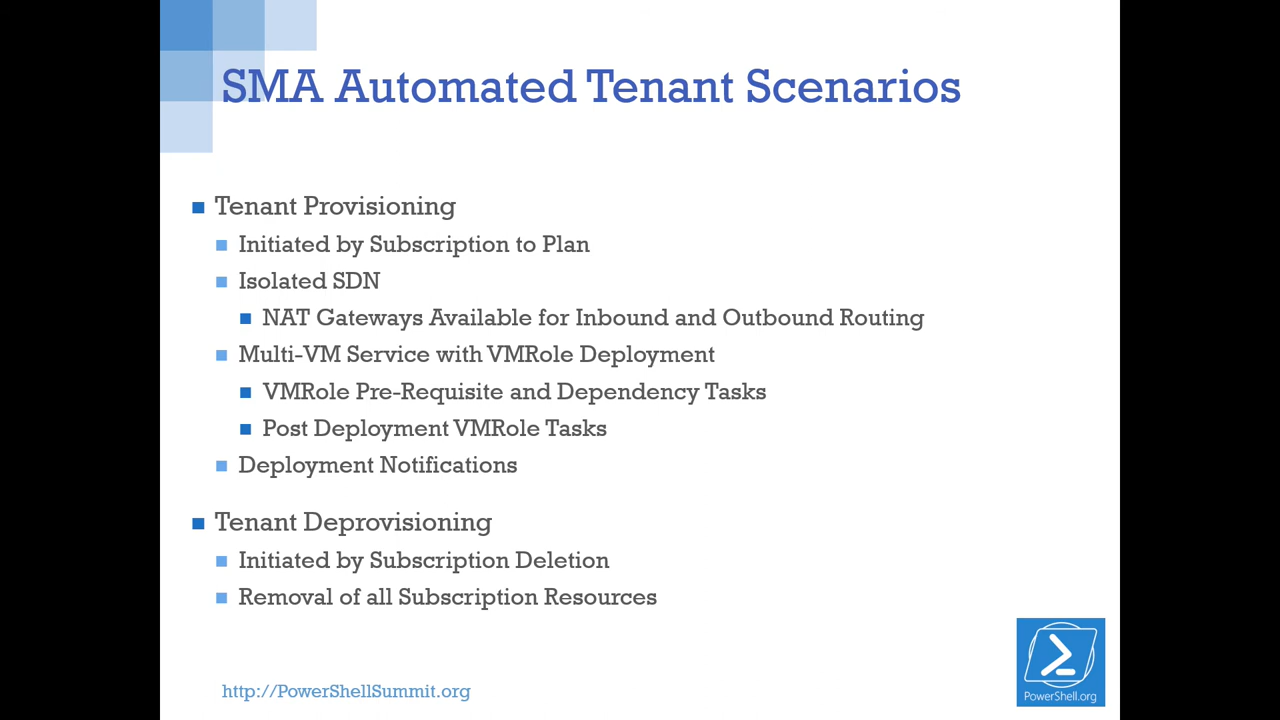 SMA Automated Tenant Scenarios
Tenant Provisioning
Initiated by Subscription to Plan
Isolated SDN
NAT Gateways Available for Inbound and Outbound Routing
Multi-VM Service with VMRole Deployment
VMRole Pre-Requisite and Dependency Tasks
Post Deployment VMRole Tasks
Deployment Notifications
Tenant Deprovisioning
Initiated by Subscription Deletion
Removal of all Subscription Resources
http://PowerShellSummit.org
PowerShell.org